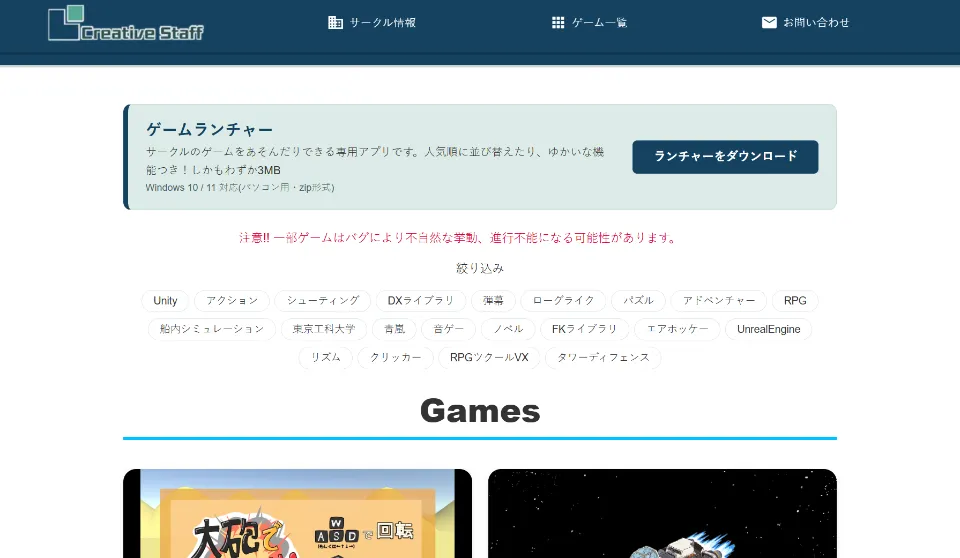 Creative Staff
サークル情報
ゲーム一覧
お問い合わせ
ゲームランチャー
サークルのゲームをあそんだりできる専用アプリです。人気順に並び替えたり、ゆかいな機
能つき！しかもわずか3MB
Windows 10 / 11 対応(パソコン用・zip形式)
ランチャーをダウンロード
注意!! 一部ゲームはバグにより不自然な挙動、進行不能になる可能性があります。
絞り込み
Unity アクション シューティング DXライブラリ 弾幕 ローグライク パズル アドベンチャー RPG
船内シミュレーション 東京工科大学 青嵐 音ゲー ノベル FKライブラリ エアホッケー UnrealEngine
リズム クリッカー RPGツクールVX タワーディフェンス
Games
大砲で
W
ASD
で回転